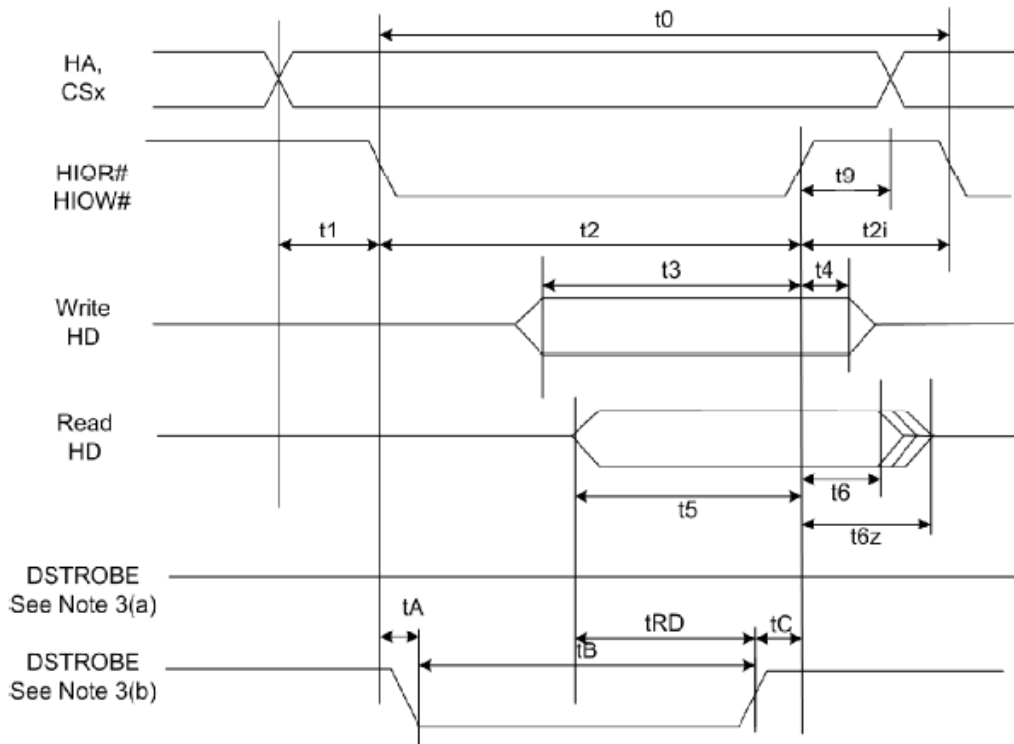 t0
HA,
CSx
HIOR#
HIOW#
t9
t1
t2
t2i
t3
t4
Write
HD
Read
HD
t6
t5
t6z
DSTROBE
See Note 3(a)
tA
tRD
tC
tB
DSTROBE
See Note 3(b)